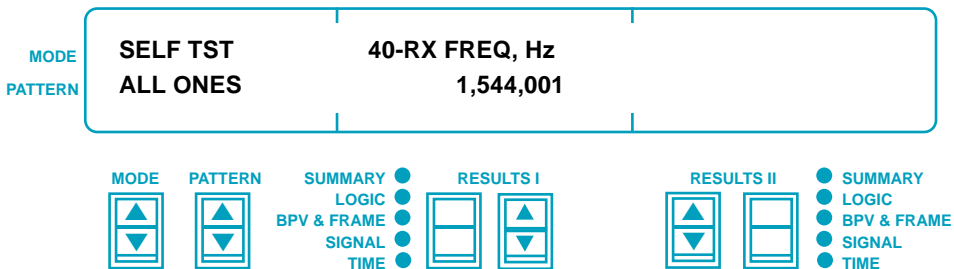 MODE SELF TST 40-RX FREQ, Hz
PATTERN ALL ONES 1,544,001
MODE PATTERN SUMMARY RESULTS I RESULTS II SUMMARY
LOGIC LOGIC
BPV & FRAME BPV & FRAME
SIGNAL SIGNAL
TIME TIME